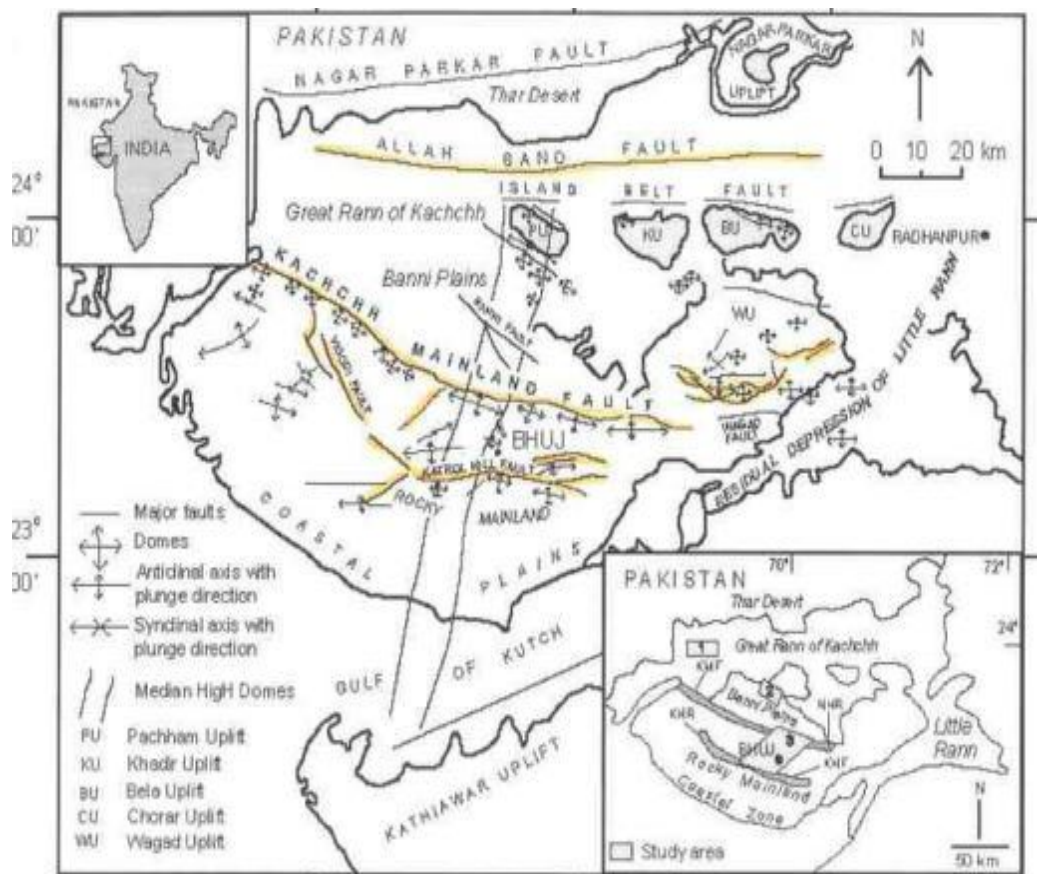 PAKISTAN
NAGAR PARKAR FAULT
Thar Desert
NAGAR PARKAR
UPLIFT
N
0 10 20 km
PAKISTAN
INDIA
ALLAH BAND FAULT
24°
00'
ISLAND BELT FAULT
Great Rann of Kachchh
PU
KU
BU
CU
RADHANPUR
Banni Plains
KACHCHH MAINLAND FAULT
BANNI FAULT
WU
VIGODI FAULT
WAGAD
FAULT
RESIDUAL DEPRESSION OF LITTLE RANN
BHUJ
KATROL HILL FAULT
ROCKY
MAINLAND
COASTAL PLAINS
23°
00'
Major faults
Domes
Anticlinal axis with
plunge direction
Synclinal axis with
plunge direction
Median HigH Domes
PU Pachham Uplift
KU Khadir Uplift
BU Bela Uplift
CU Chorar Uplift
WU Wagad Uplift
GULF OF KUTCH
KATHIAWAR UPLIFT
70°
72°
PAKISTAN
Thar Desert
24°
1
Great Rann of Kachchh
KMF
2
Banni Plains
NHR
KHR
3
BHUJ
KMF
Little
Rann
Rocky Mainland
Coastal Zone
N
Study area
50 km